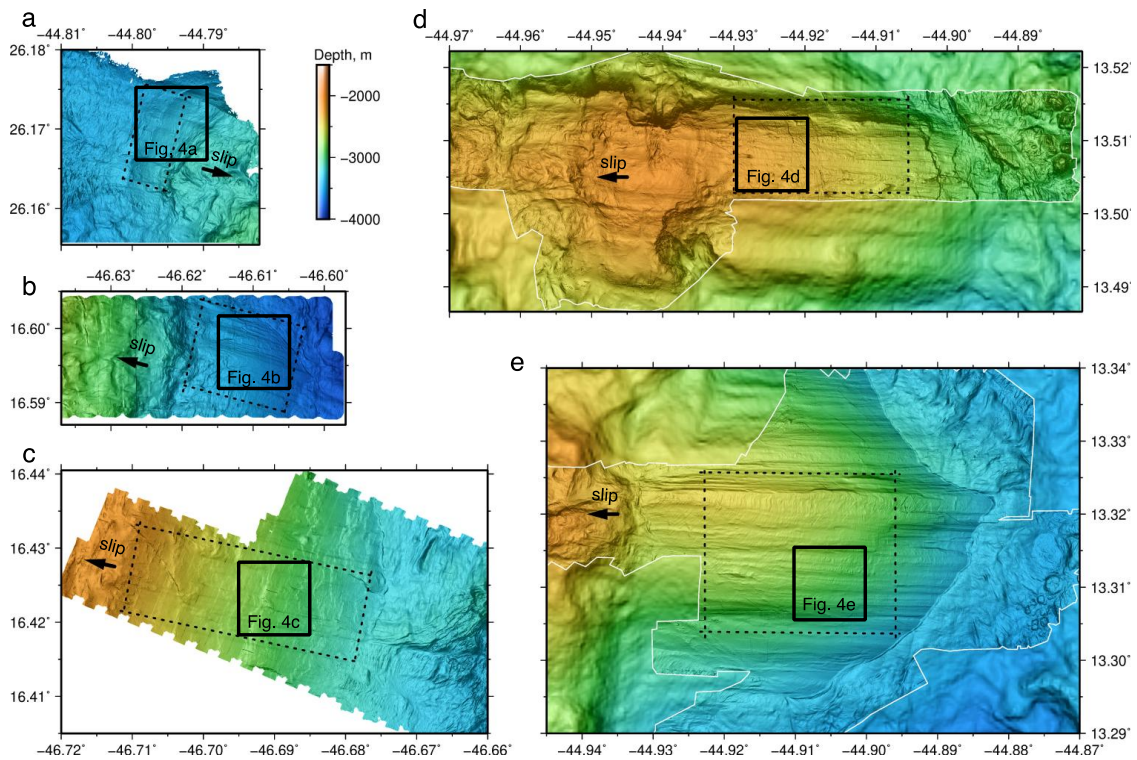 a
−44.81 −44.80 −44.79
26.18
26.17
26.16
Fig. 4a
slip
Depth, m
−2000
−3000
−4000
b
−46.63 −46.62 −46.61 −46.60
16.60
16.59
slip
Fig. 4b
c
16.44
16.43
16.42
16.41
slip
Fig. 4c
−46.72 −46.71 −46.70 −46.69 −46.68 −46.67 −46.66
d
−44.97 −44.96 −44.95 −44.94 −44.93 −44.92 −44.91 −44.90 −44.89
13.52˚
13.51˚
13.50˚
13.49˚
slip
Fig. 4d
e
13.34˚
13.33˚
13.32˚
13.31˚
13.30˚
13.29˚
slip
Fig. 4e
−44.94 −44.93 −44.92 −44.91 −44.90 −44.89 −44.88 −44.87